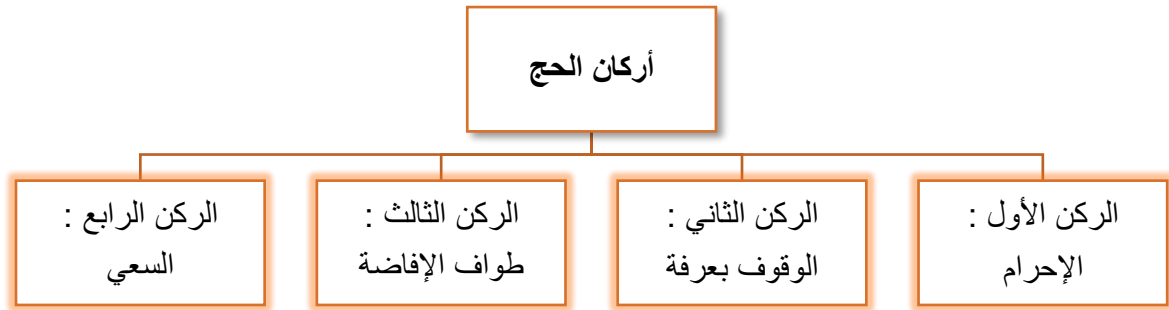 أركان الحج
الركن الأول :
الإحرام
الركن الثاني :
الوقوف بعرفة
الركن الثالث :
طواف الإفاضة
الركن الرابع :
السعي